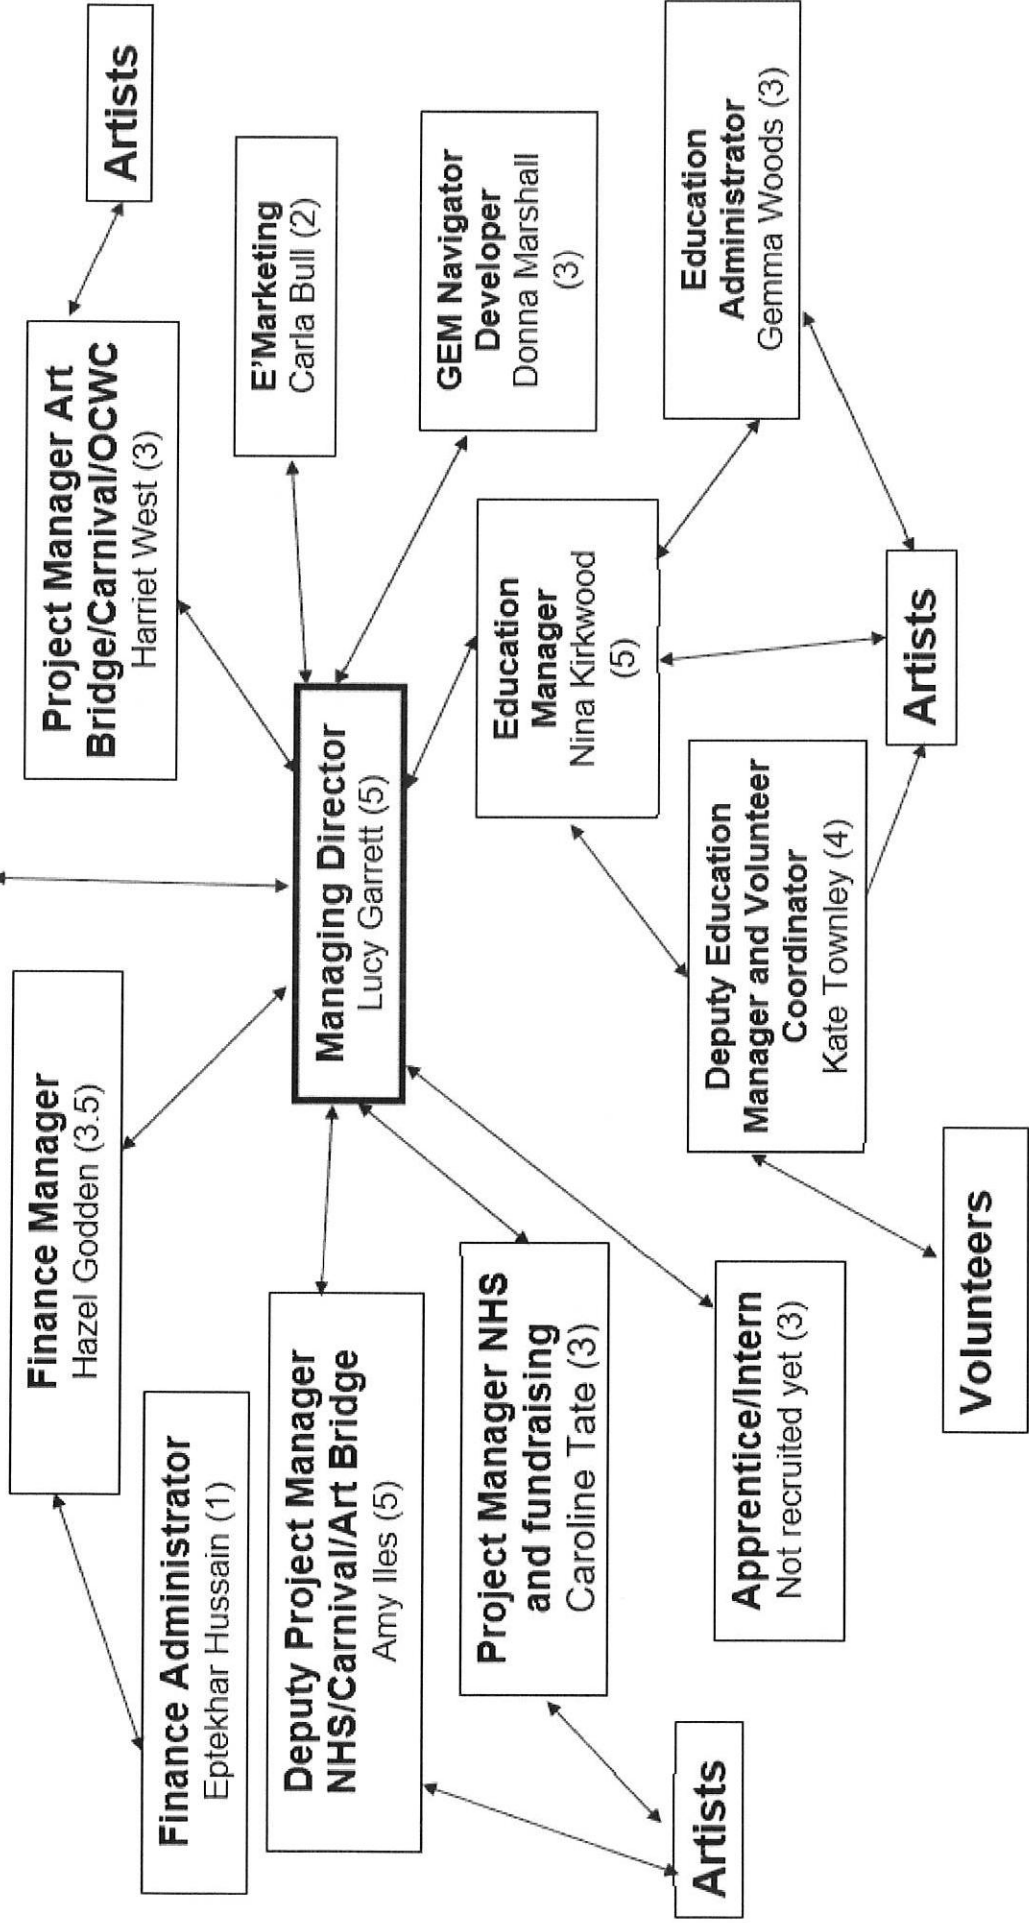 Finance Manager
Hazel Godden (3.5)
Project Manager Art
Bridge/Carnival/OCWC
Harriet West (3)
Artists
Finance Administrator
Eptekhar Hussain (1)
Managing Director
Lucy Garrett (5)
E'Marketing
Carla Bull (2)
Deputy Project Manager
NHS/Carnival/Art Bridge
Amy Iles (5)
GEM Navigator
Developer
Donna Marshall
(3)
Project Manager NHS
and fundraising
Caroline Tate (3)
Education
Manager
Nina Kirkwood
(5)
Education
Administrator
Gemma Woods (3)
Deputy Education
Manager and Volunteer
Coordinator
Kate Townley (4)
Apprentice/Intern
Not recruited yet (3)
Artists
Artists
Volunteers